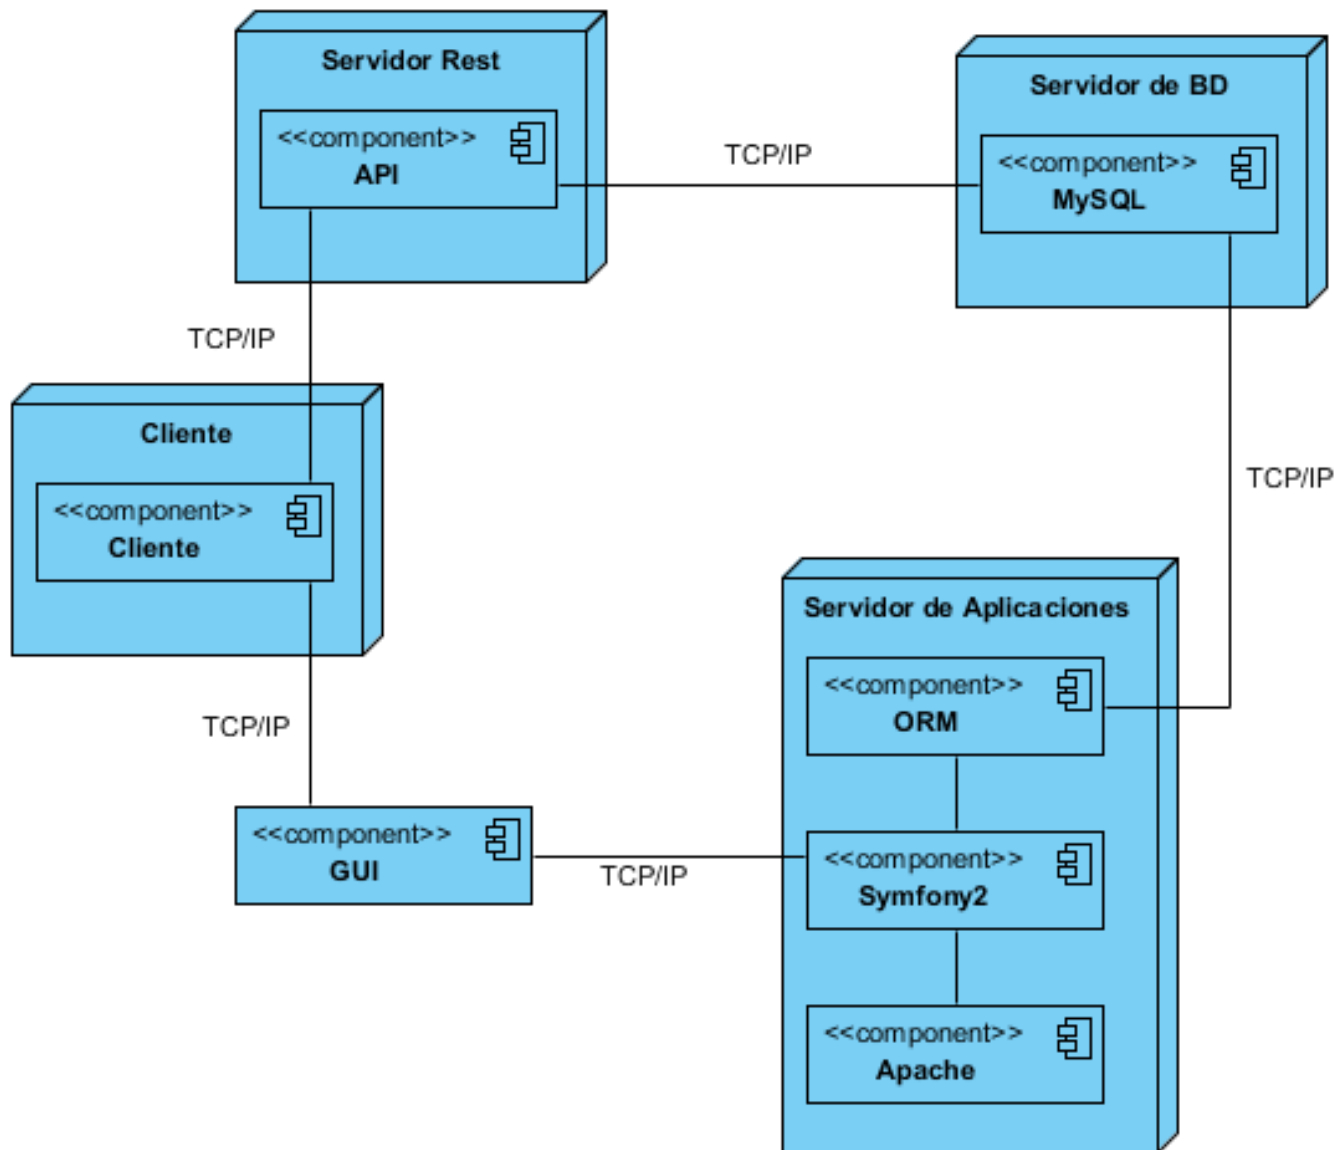 Servidor Rest
<<component>>
API
TCP/IP
Servidor de BD
<<component>>
MySQL
TCP/IP
Cliente
<<component>>
Cliente
TCP/IP
Servidor de Aplicaciones
<<component>>
ORM
TCP/IP
<<component>>
GUI
TCP/IP
<<component>>
Symfony2
<<component>>
Apache